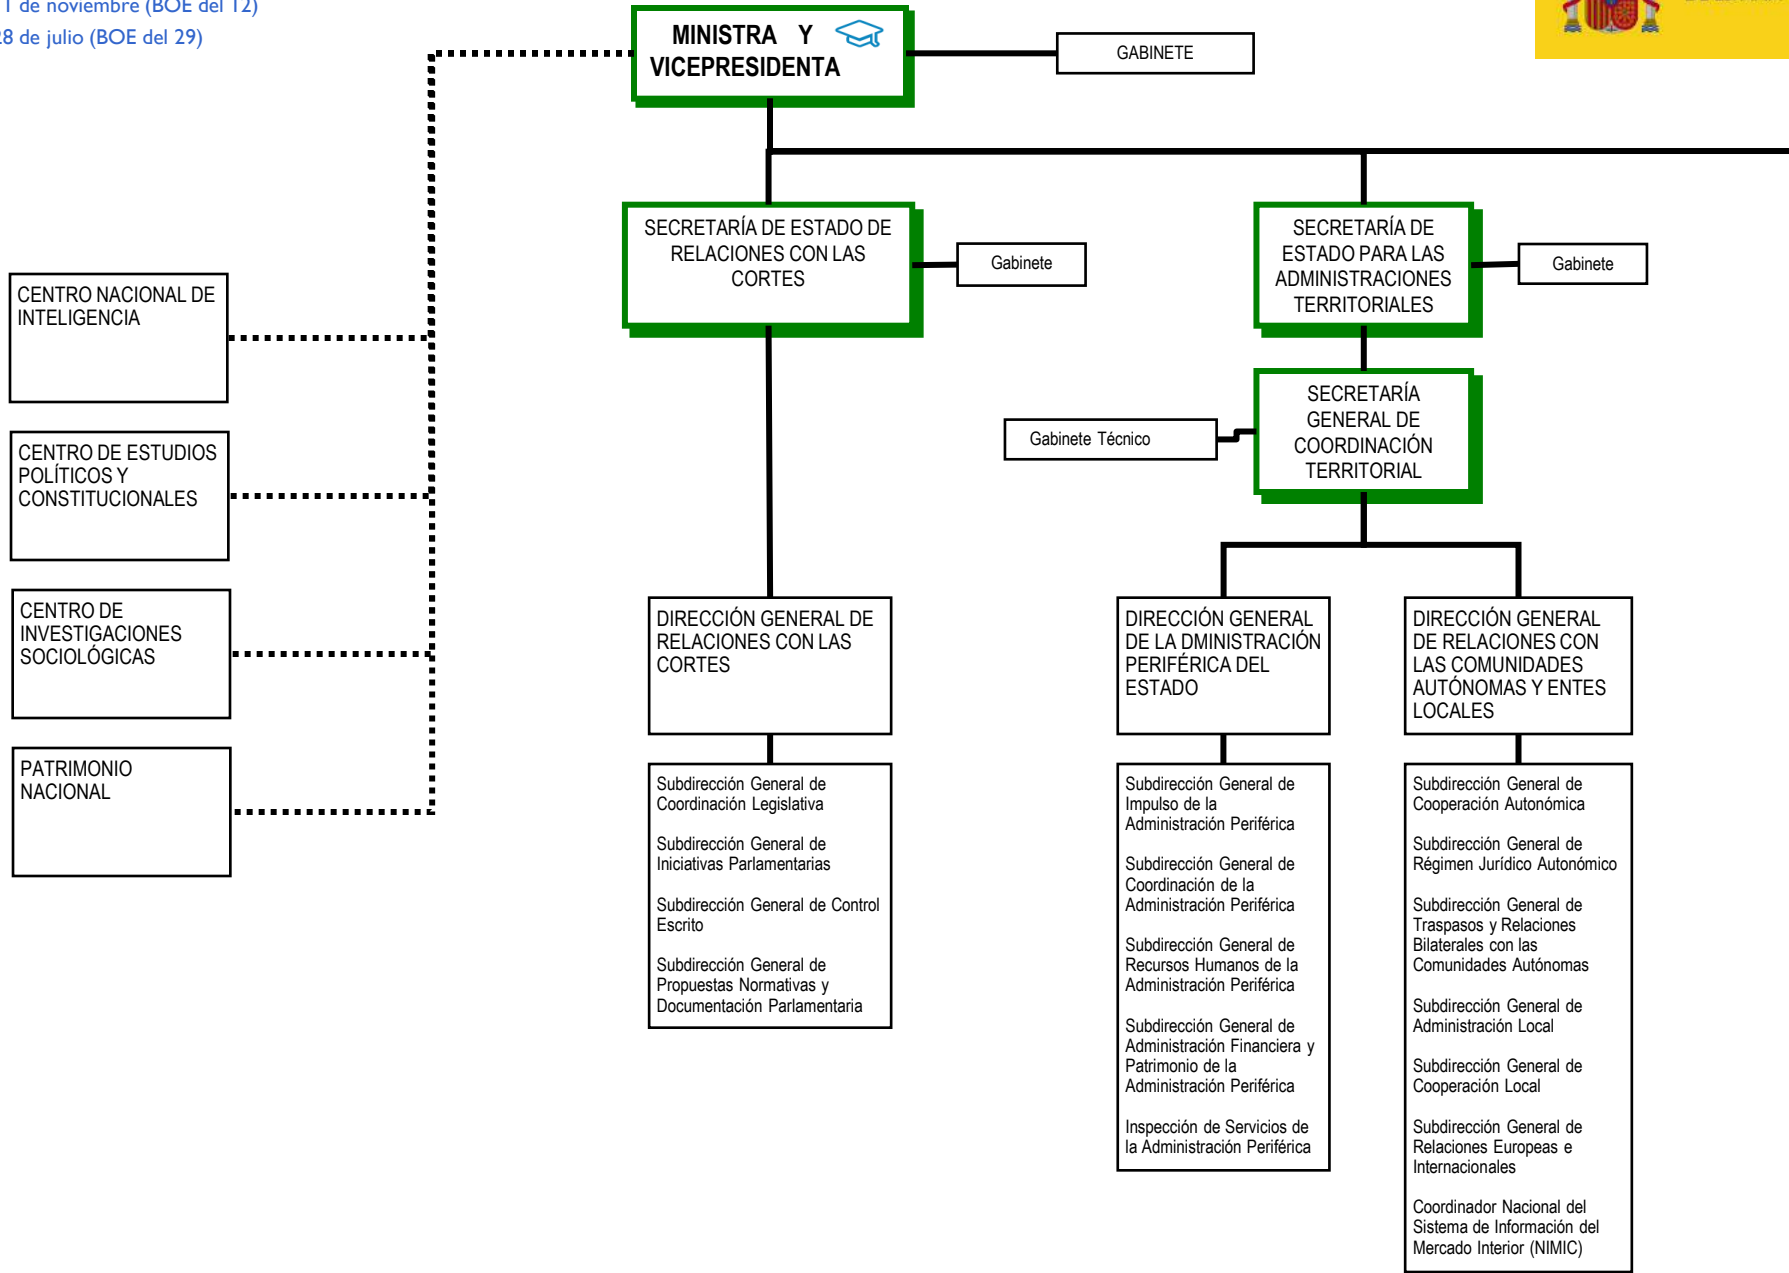 de noviembre (BOE del 12)
de julio (BOE del 29)
MINISTRA Y
VICEPRESIDENTA
GABINETE
SECRETARÍA DE ESTADO DE
RELACIONES CON LAS
CORTES
Gabinete
SECRETARÍA DE
ESTADO PARA LAS
ADMINISTRACIONES
TERRITORIALES
Gabinete
CENTRO NACIONAL DE
INTELIGENCIA
CENTRO DE ESTUDIOS
POLÍTICOS Y
CONSTITUCIONALES
CENTRO DE
INVESTIGACIONES
SOCIOLÓGICAS
PATRIMONIO
NACIONAL
Gabinete Técnico
SECRETARÍA
GENERAL DE
COORDINACIÓN
TERRITORIAL
DIRECCIÓN GENERAL DE
RELACIONES CON LAS
CORTES
Subdirección General de
Coordinación Legislativa
Subdirección General de
Iniciativas Parlamentarias
Subdirección General de Control
Escrito
Subdirección General de
Propuestas Normativas y
Documentación Parlamentaria
DIRECCIÓN GENERAL
DE LA DMINISTRACIÓN
PERIFÉRICA DEL
ESTADO
Subdirección General de
Impulso de la
Administración Periférica
Subdirección General de
Coordinación de la
Administración Periférica
Subdirección General de
Recursos Humanos de la
Administración Periférica
Subdirección General de
Administración Financiera y
Patrimonio de la
Administración Periférica
Inspección de Servicios de
la Administración Periférica
DIRECCIÓN GENERAL
DE RELACIONES CON
LAS COMUNIDADES
AUTÓNOMAS Y ENTES
LOCALES
Subdirección General de
Cooperación Autonómica
Subdirección General de
Régimen Jurídico Autonómico
Subdirección General de
Traspasos y Relaciones
Bilaterales con las
Comunidades Autónomas
Subdirección General de
Administración Local
Subdirección General de
Cooperación Local
Subdirección General de
Relaciones Europeas e
Internacionales
Coordinador Nacional del
Sistema de Información del
Mercado Interior (NIMIC)